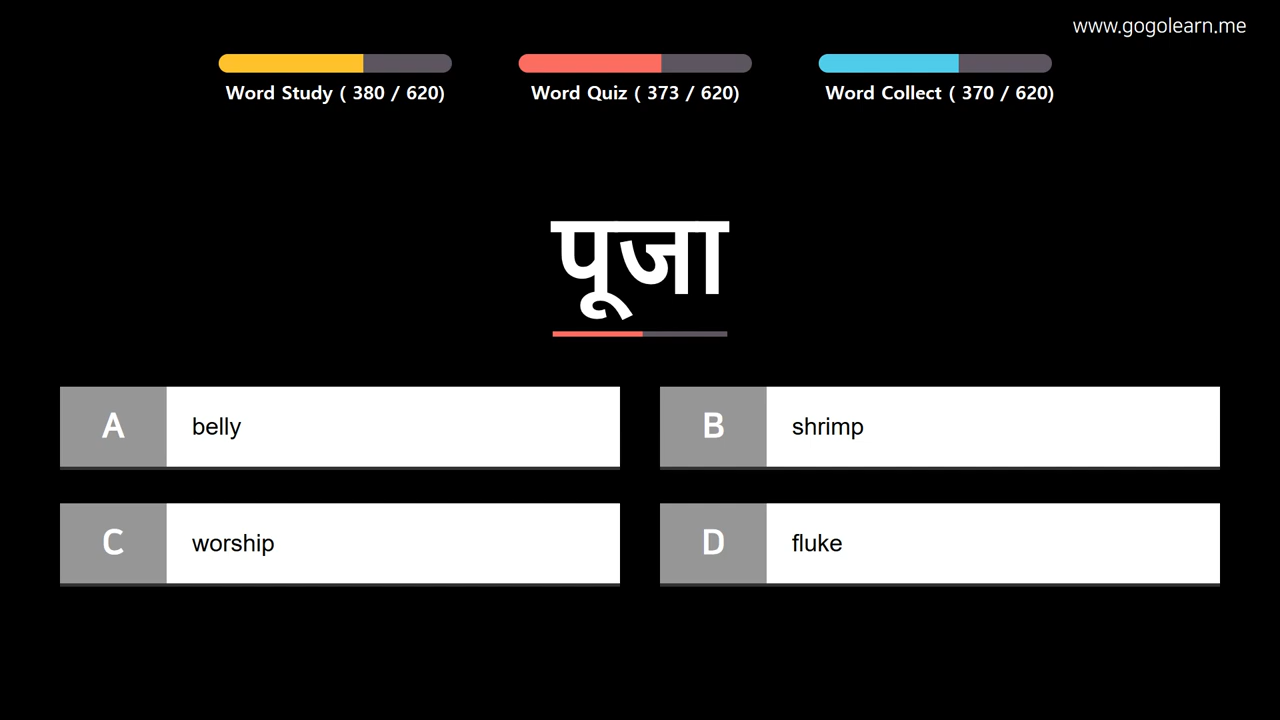 www.gogolearn.me
Word Study ( 380 / 620)
Word Quiz ( 373 / 620)
Word Collect ( 370 / 620)
पूजा
A belly
B shrimp
C worship
D fluke